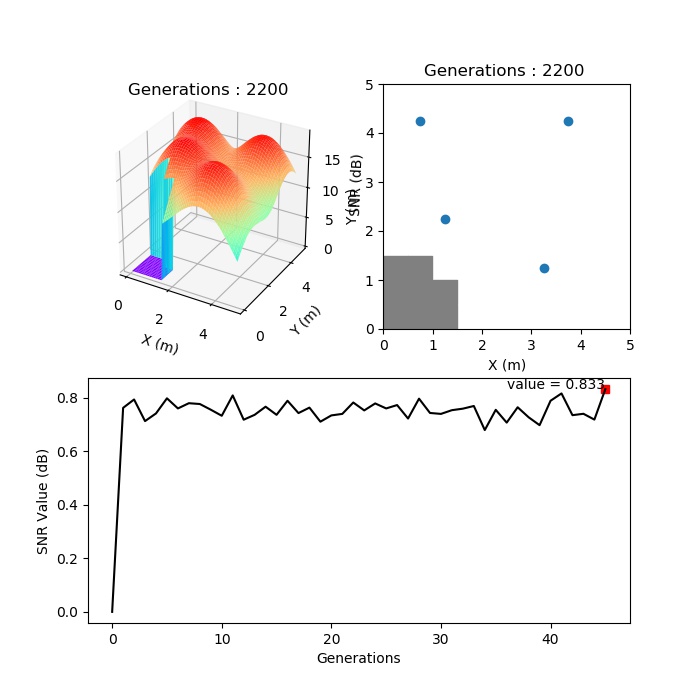 Generations : 2200
15
10
5
0
SNR (dB)
0
2
4
X (m)
0
2
4
Y (m)
Generations : 2200
5
4
3
2
1
0
Y (m)
0 1 2 3 4 5
X (m)
value = 0.833
0.8
0.6
0.4
0.2
0.0
SNR Value (dB)
0 10 20 30 40
Generations